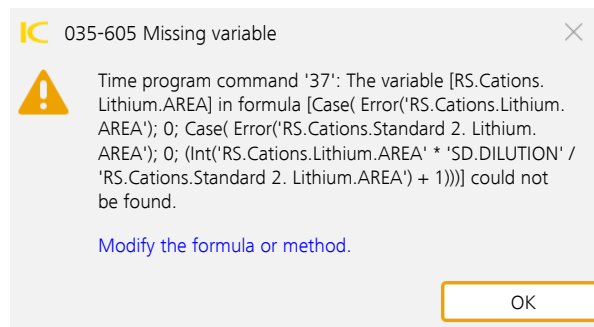 IC 035-605 Missing variable
Time program command '37': The variable [RS.Cations.
Lithium.AREA] in formula [Case( Error('RS.Cations.Lithium.
AREA'); 0; Case( Error('RS.Cations.Standard 2. Lithium.
AREA'); 0; (Int('RS.Cations.Lithium.AREA' * 'SD.DILUTION' /
'RS.Cations.Standard 2. Lithium.AREA') + 1)))] could not
be found.
Modify the formula or method.
OK